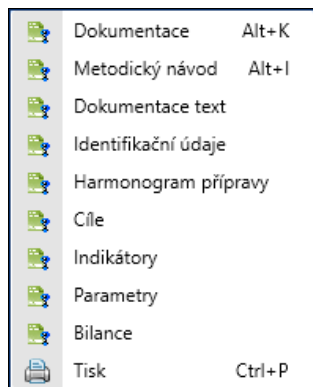 Dokumentace Alt+K
Metodický návod Alt+I
Dokumentace text
Identifikační údaje
Harmonogram přípravy
Cíle
Indikátory
Parametry
Bilance
Tisk Ctrl+P